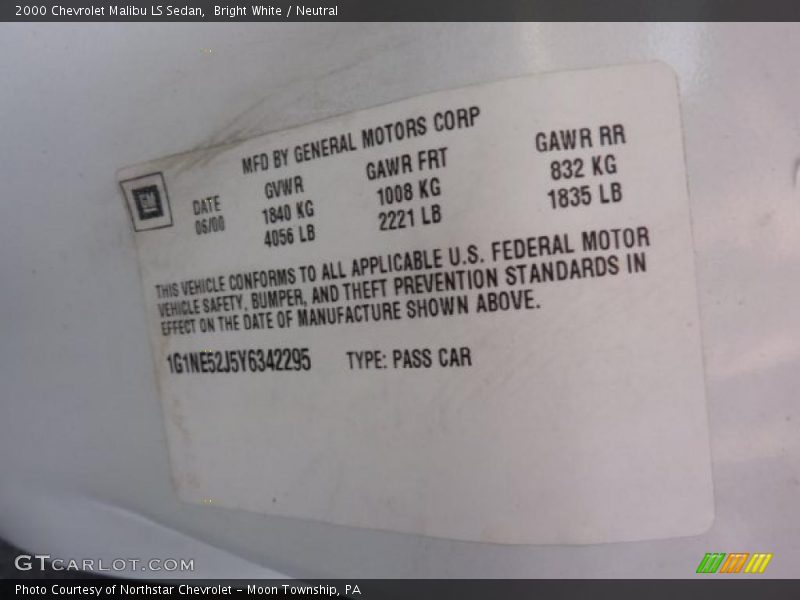 2000 Chevrolet Malibu LS Sedan, Bright White / Neutral
MFD BY GENERAL MOTORS CORP
GM
DATE GVWR GAWR FRT GAWR RR
06/00 1840 KG 1008 KG 832 KG
4056 LB 2221 LB 1835 LB
THIS VEHICLE CONFORMS TO ALL APPLICABLE U.S. FEDERAL MOTOR
VEHICLE SAFETY, BUMPER, AND THEFT PREVENTION STANDARDS IN
EFFECT ON THE DATE OF MANUFACTURE SHOWN ABOVE.
1G1NE52J5Y6342295 TYPE: PASS CAR
GTCARLOT.COM
Photo Courtesy of Northstar Chevrolet - Moon Township, PA